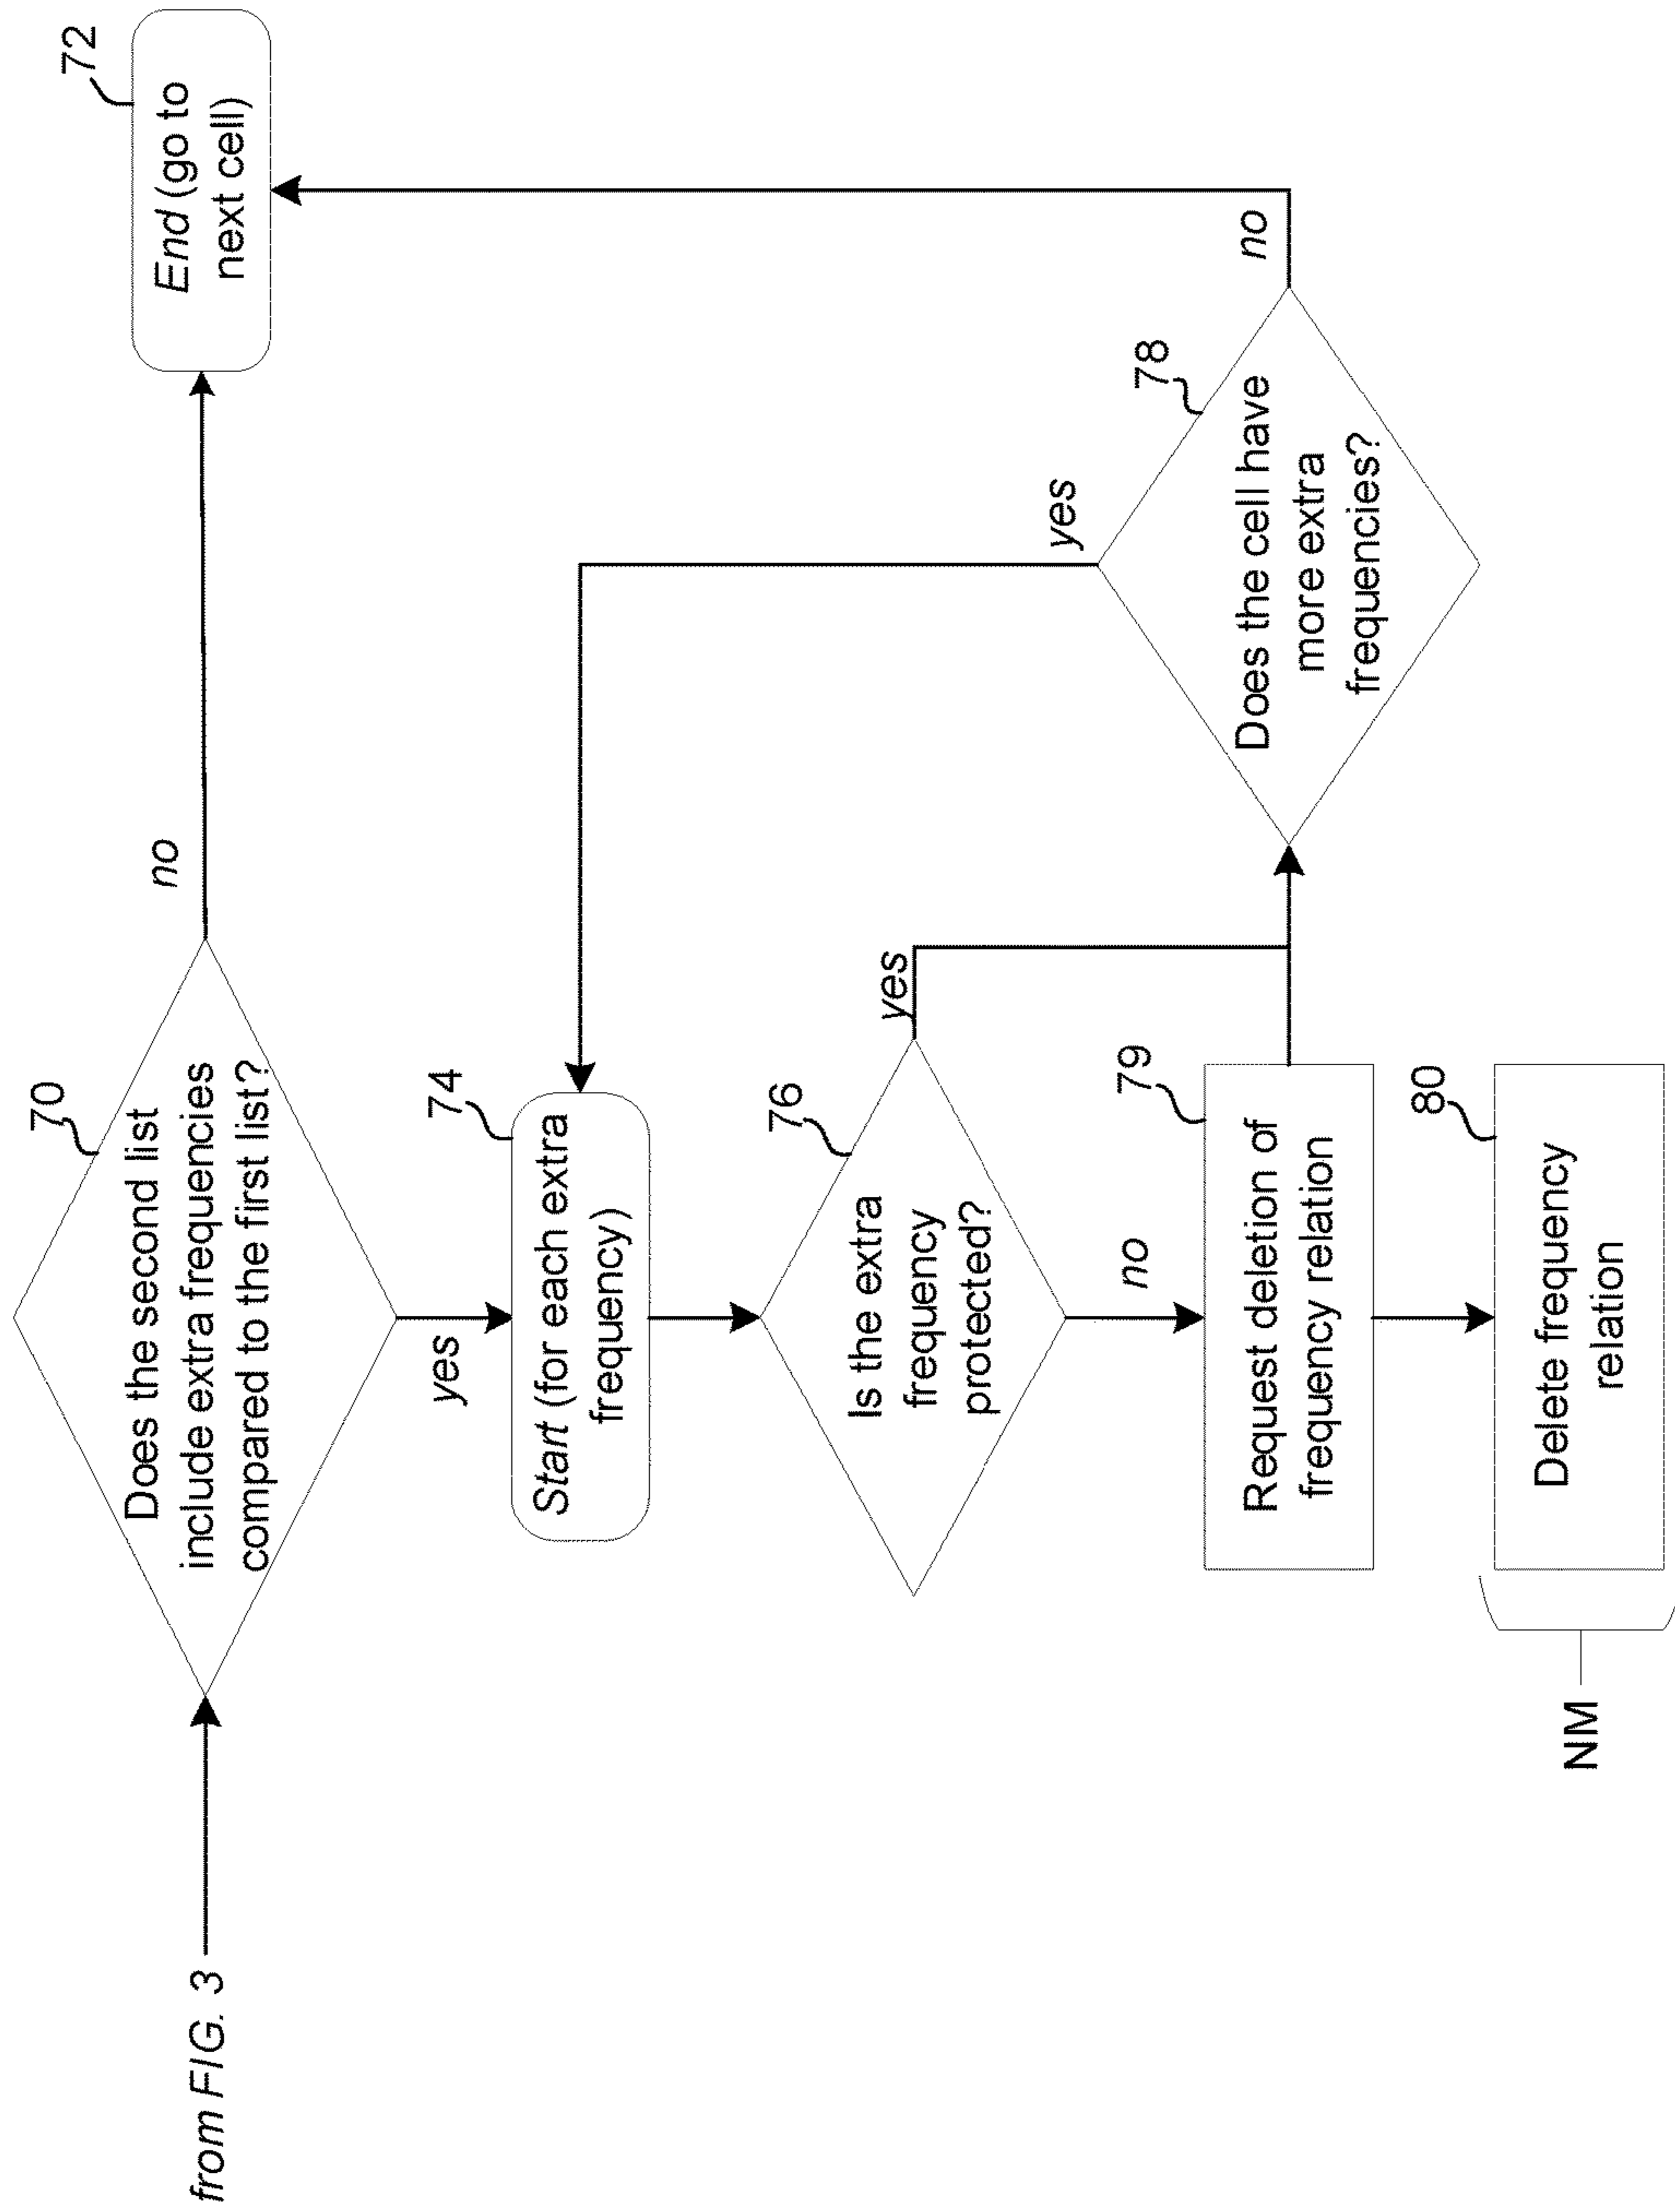 from FIG. 3
70
Does the second list
include extra frequencies
compared to the first list?
no
72
End (go to
next cell)
yes
74
Start (for each extra
frequency)
76
Is the extra
frequency
protected?
yes
no
79
Request deletion of
frequency relation
78
Does the cell have
more extra
frequencies?
yes
no
80
Delete frequency
relation
NM